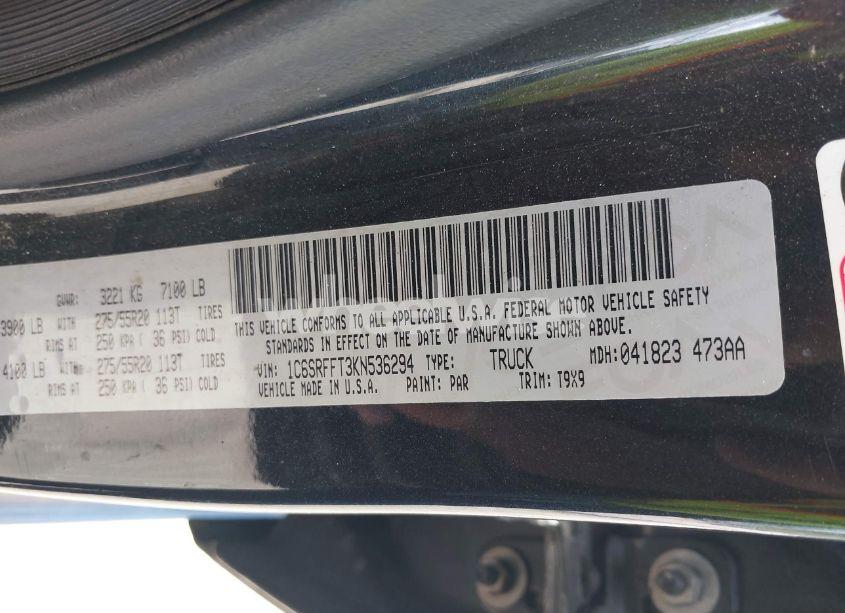 GVWR: 3221 KG 7100 LB
3900 LB WITH 275/55R20 113T TIRES
RIMS AT 250 KPA ( 36 PSI) COLD
4100 LB WITH 275/55R20 113T TIRES
RIMS AT 250 KPA ( 36 PSI) COLD
THIS VEHICLE CONFORMS TO ALL APPLICABLE U.S.A. FEDERAL MOTOR VEHICLE SAFETY
STANDARDS IN EFFECT ON THE DATE OF MANUFACTURE SHOWN ABOVE.
VIN: 1C6SRFFT3KN536294 TYPE: TRUCK MDH:041823 473AA
VEHICLE MADE IN U.S.A. PAINT: PAR TRIM: T9X9